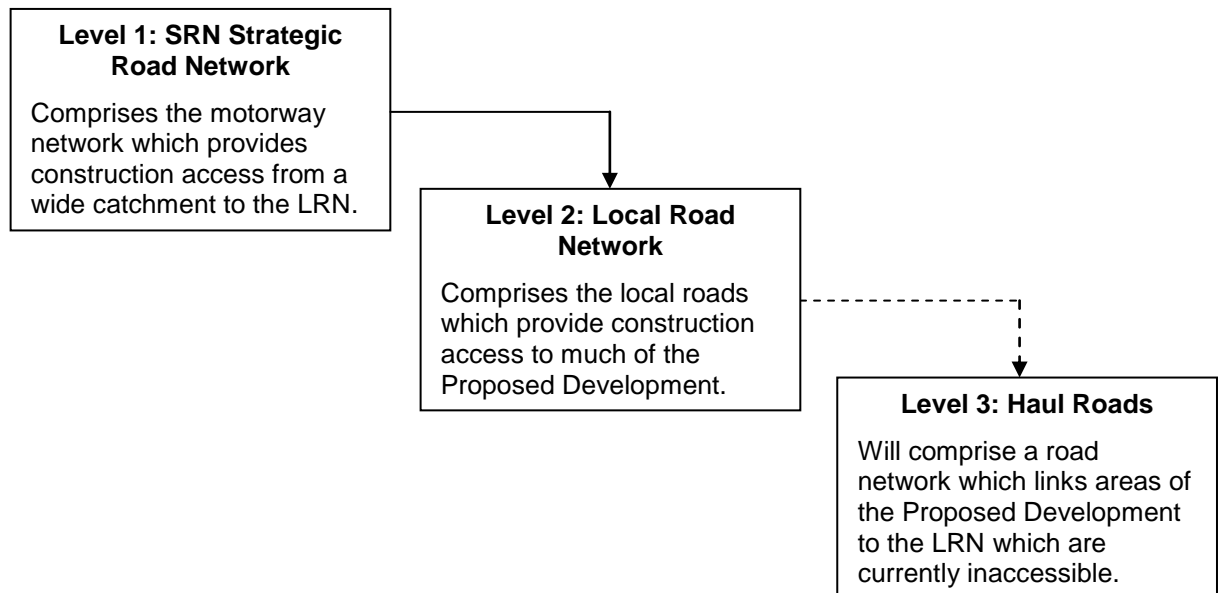 Level 1: SRN Strategic
Road Network
Comprises the motorway
network which provides
construction access from a
wide catchment to the LRN.
Level 2: Local Road
Network
Comprises the local roads
which provide construction
access to much of the
Proposed Development.
Level 3: Haul Roads
Will comprise a road
network which links areas of
the Proposed Development
to the LRN which are
currently inaccessible.